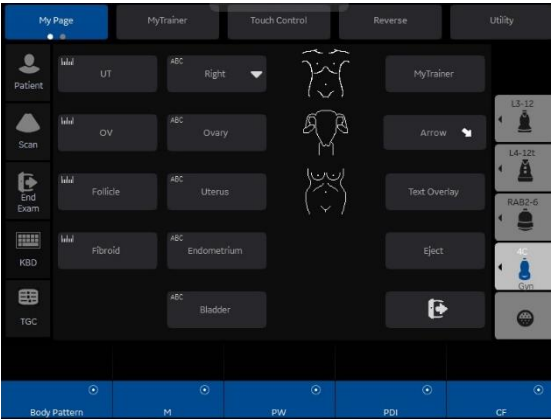 My Page
MyTrainer
Touch Control
Reverse
Utility
Patient
UT
ABC
Right
MyTrainer
L3-12
Scan
OV
ABC
Ovary
Arrow
L4-12t
End
Exam
Follicle
ABC
Uterus
Text Overlay
RAB2-6
KBD
Fibroid
ABC
Endometrium
Eject
4C
Gyn
TGC
ABC
Bladder
Body Pattern
M
PW
PDI
CF